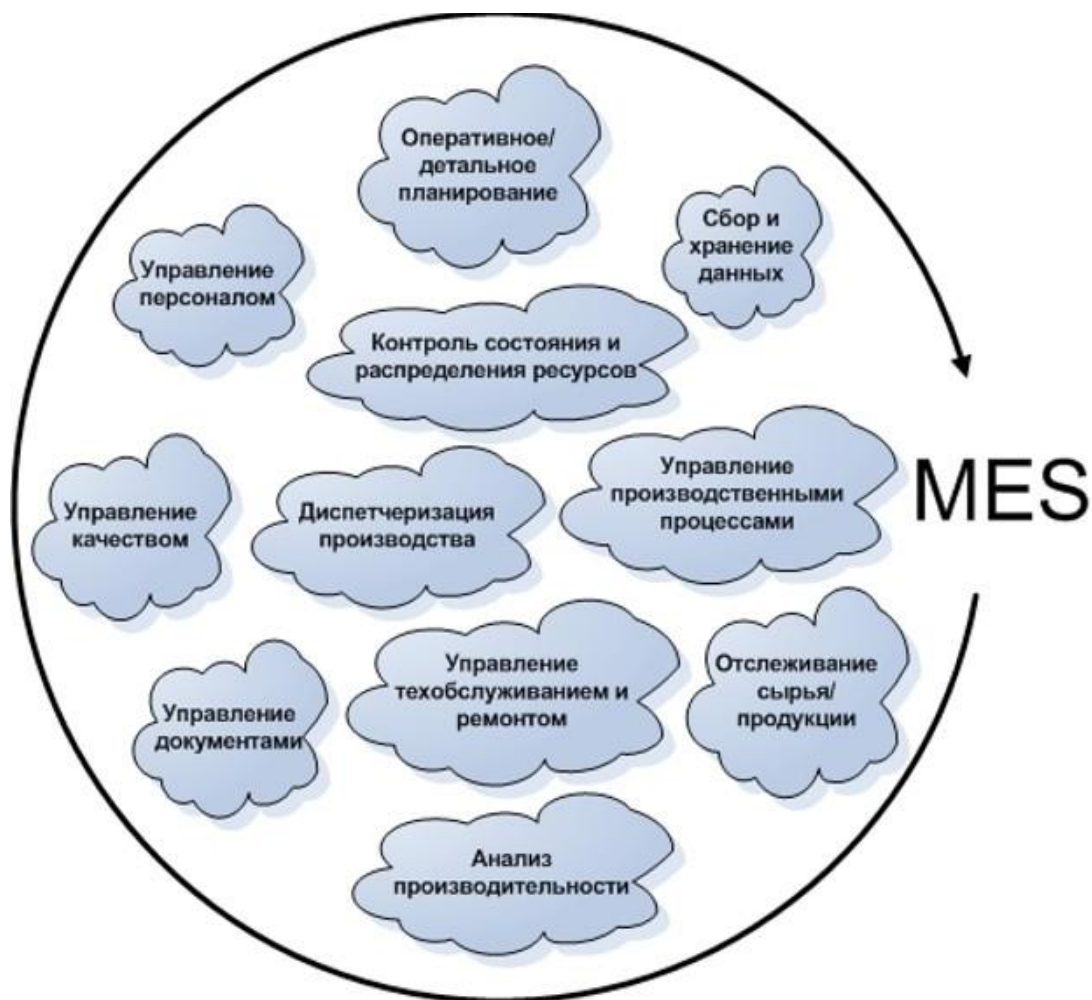 Оперативное/
детальное
планирование
Сбор и
хранение
данных
Управление
персоналом
Контроль состояния и
распределения ресурсов
Управление
производственными
процессами
MES
Управление
качеством
Диспетчеризация
производства
Управление
техобслуживанием и
ремонтом
Отслеживание
сырья/
продукции
Управление
документами
Анализ
производительности